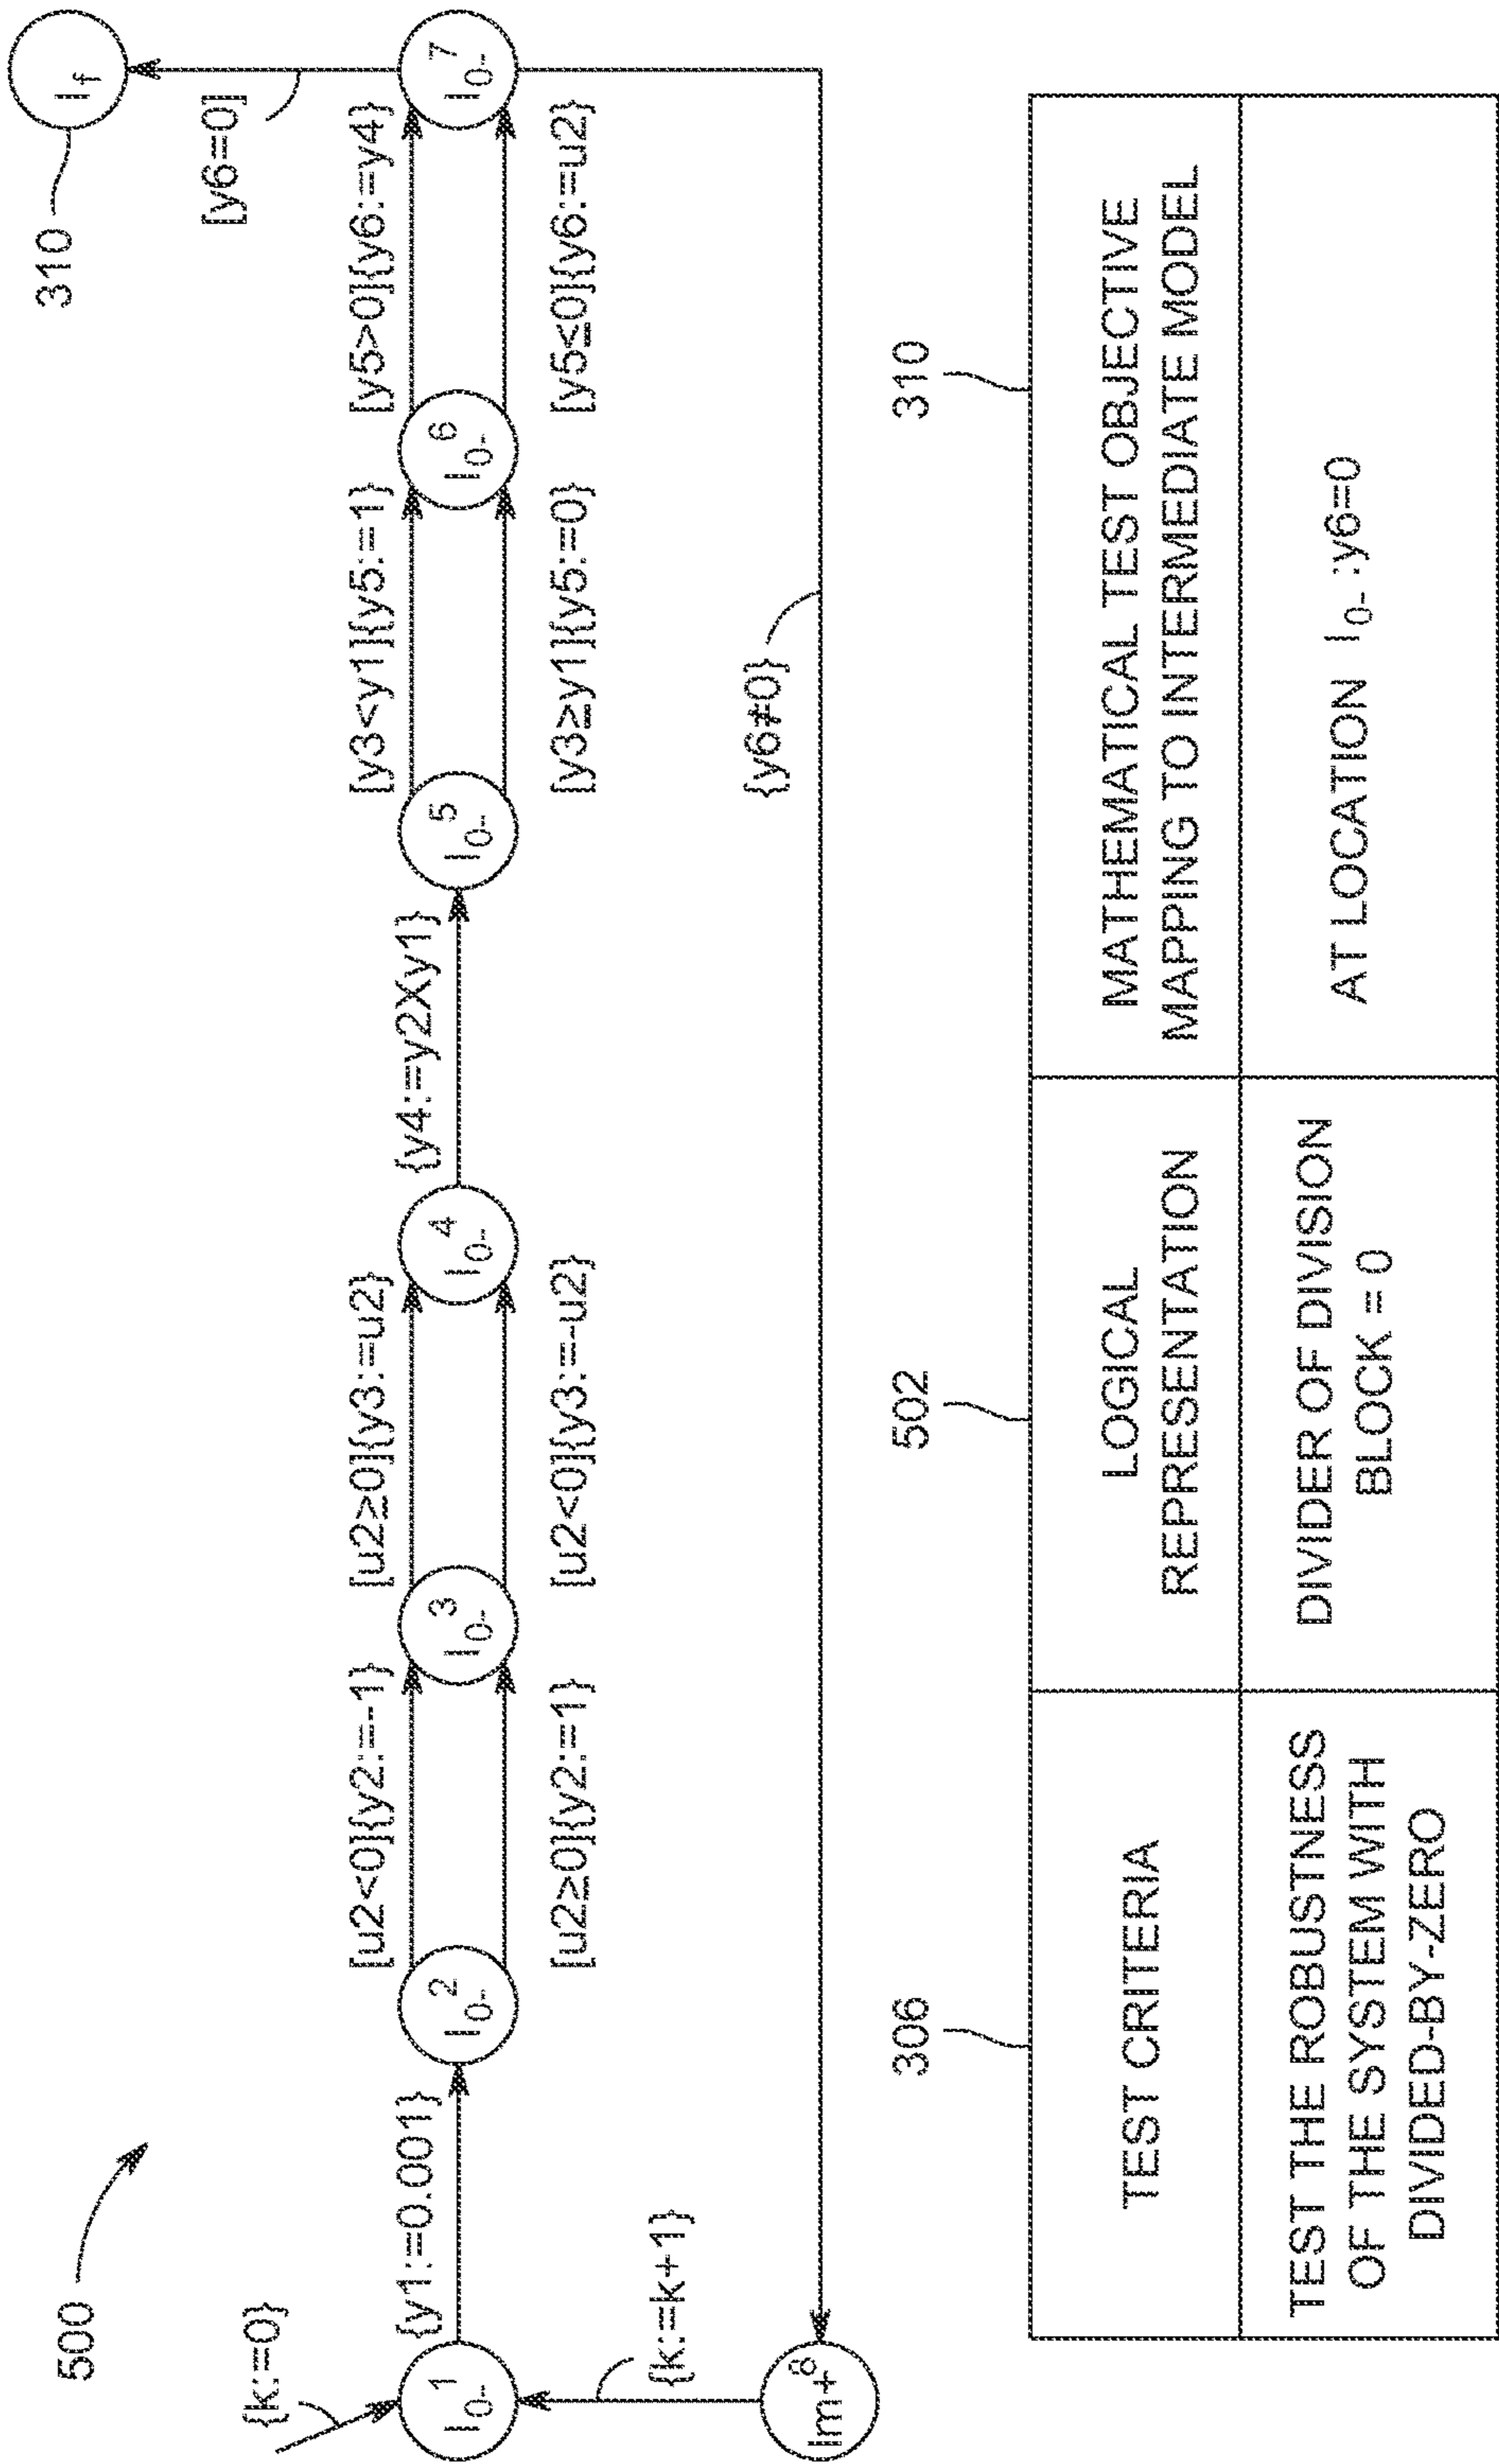 500
{k:=0}
l0- 1
{y1:=0.001}
l0- 2
[u2<0]{y2:=-1}
[u2≥0]{y2:=1}
l0- 3
[u2≥0]{y3:=u2}
[u2<0]{y3:=-u2}
l0- 4
{y4:=y2Xy1}
l0- 5
[y3<y1]{y5:=1}
[y3≥y1]{y5:=0}
l0- 6
[y5>0]{y6:=y4}
[y5≤0]{y6:=u2}
l0- 7
[y6=0]
lf
310
{y6≠0}
{k:=k+1}
lm+ 8
306
502
310
TEST CRITERIA
LOGICAL
REPRESENTATION
MATHEMATICAL TEST OBJECTIVE
MAPPING TO INTERMEDIATE MODEL
TEST THE ROBUSTNESS
OF THE SYSTEM WITH
DIVIDED-BY-ZERO
DIVIDER OF DIVISION
BLOCK = 0
AT LOCATION l0- :y6=0